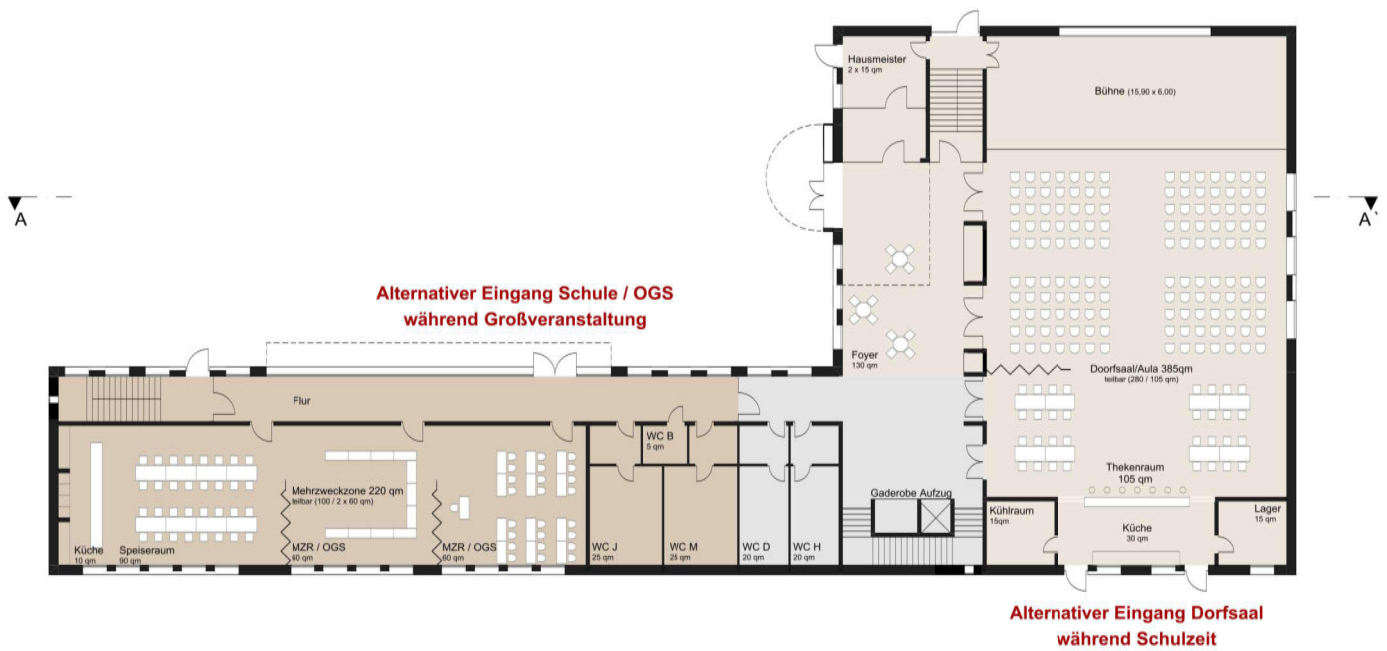 Hausmeister
2 x 15 qm
Bühne (15,90 x 6,00)
A
A`
Alternativer Eingang Schule / OGS
während Großveranstaltung
Foyer
130 qm
Doorfsaal/Aula 385qm
teilbar (280 / 105 qm)
Flur
WC B
5 qm
Thekenraum
105 qm
Mehrzweckzone 220 qm
teilbar (100 / 2 x 60 qm)
Gaderobe Aufzug
Kühlraum
15qm
Lager
15 qm
Küche
30 qm
Küche
10 qm
Speiseraum
90 qm
MZR / OGS
60 qm
MZR / OGS
60 qm
WC J
25 qm
WC M
25 qm
WC D
20 qm
WC H
20 qm
Alternativer Eingang Dorfsaal
während Schulzeit